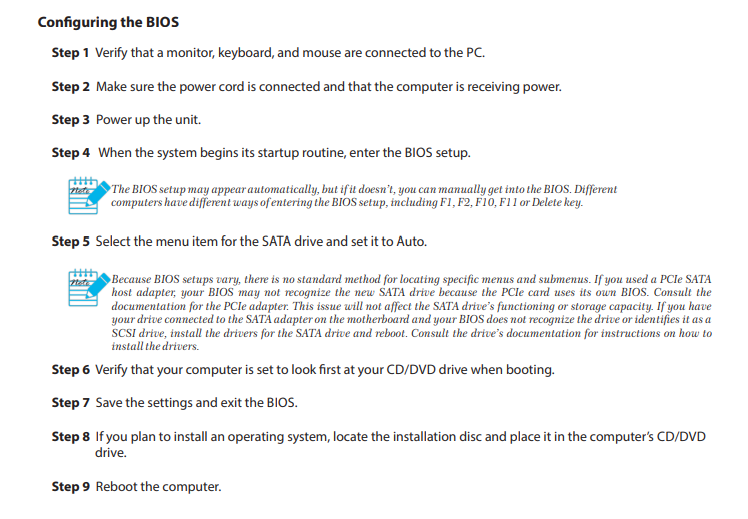 Configuring the BIOS
Step 1 Verify that a monitor, keyboard, and mouse are connected to the PC.
Step 2 Make sure the power cord is connected and that the computer is receiving power.
Step 3 Power up the unit.
Step 4 When the system begins its startup routine, enter the BIOS setup.
Note
The BIOS setup may appear automatically, but if it doesn't, you can manually get into the BIOS. Different
computers have different ways of entering the BIOS setup, including F1, F2, F10, F11 or Delete key.
Step 5 Select the menu item for the SATA drive and set it to Auto.
Note
Because BIOS setups vary, there is no standard method for locating specific menus and submenus. If you used a PCIe SATA
host adapter, your BIOS may not recognize the new SATA drive because the PCIe card uses its own BIOS. Consult the
documentation for the PCIe adapter. This issue will not affect the SATA drive's functioning or storage capacity. If you have
your drive connected to the SATA adapter on the motherboard and your BIOS does not recognize the drive or identifies it as a
SCSI drive, install the drivers for the SATA drive and reboot. Consult the drive's documentation for instructions on how to
install the drivers.
Step 6 Verify that your computer is set to look first at your CD/DVD drive when booting.
Step 7 Save the settings and exit the BIOS.
Step 8 If you plan to install an operating system, locate the installation disc and place it in the computer's CD/DVD
drive.
Step 9 Reboot the computer.